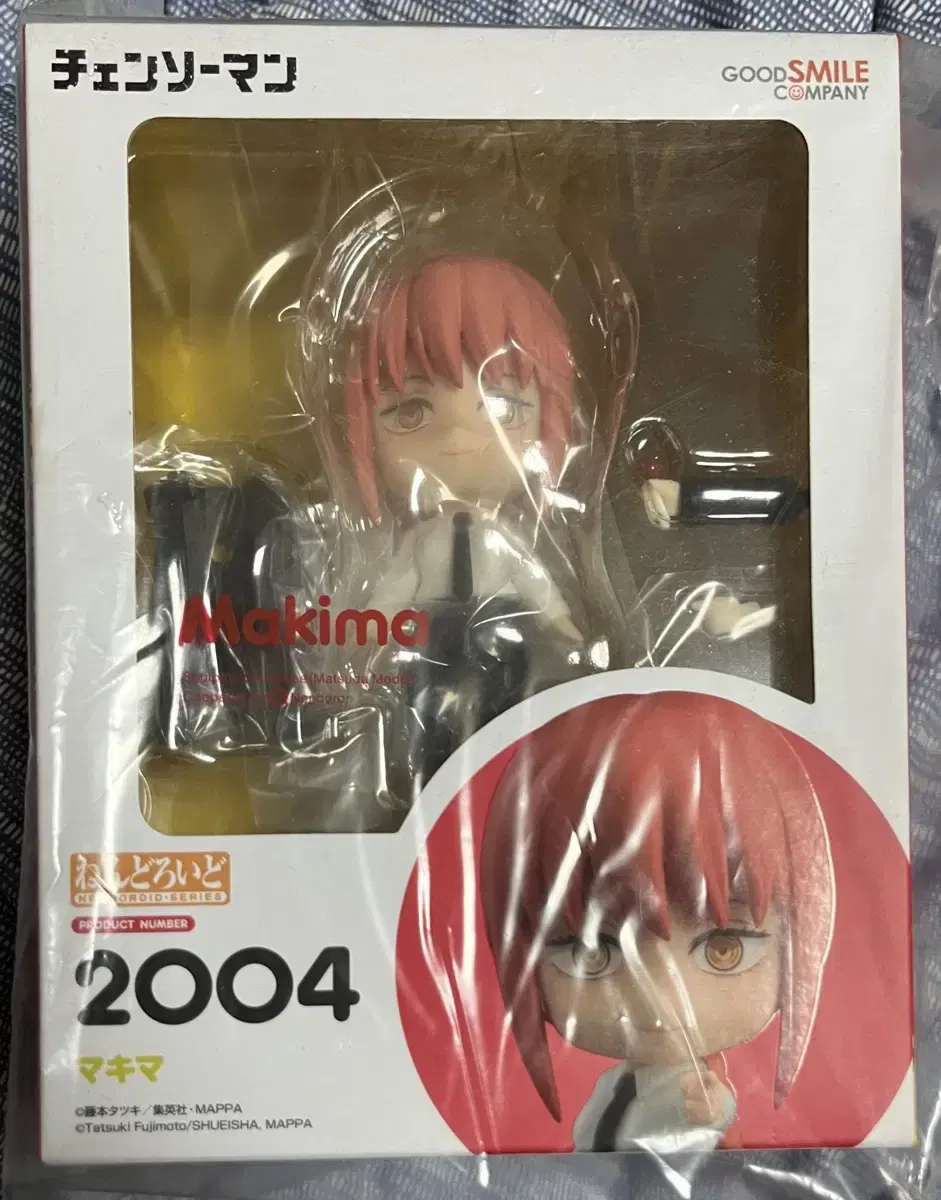 チェンソーマン
GOODSMILE
COMPANY
Makima
ねんどろいど
PRODUCT NUMBER
2004
マキマ
©藤本タツキ/集英社・MAPPA
©Tatsuki Fujimoto/SHUEISHA, MAPPA